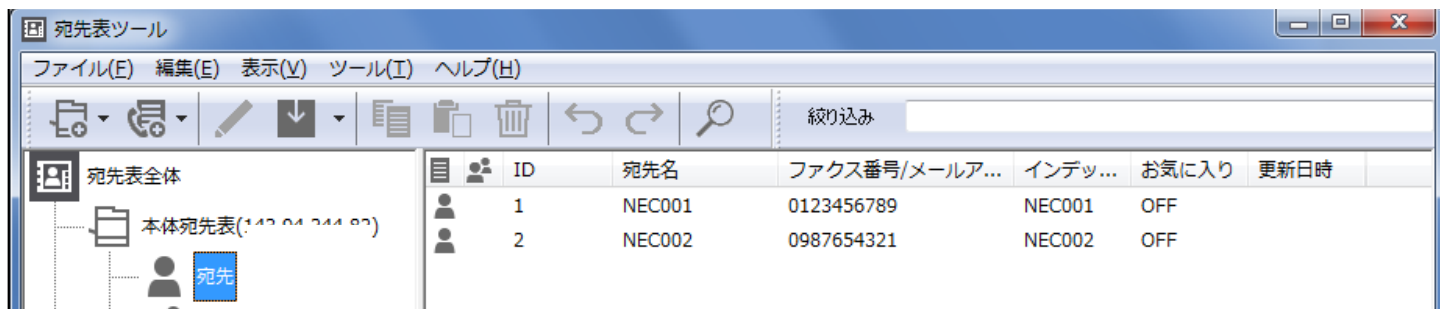 宛先表ツール
ファイル(F) 編集(E) 表示(V) ツール(T) ヘルプ(H)
絞り込み
宛先表全体
本体宛先表(
宛先
ID 宛先名 ファクス番号/メールア... インデッ... お気に入り 更新日時
1 NEC001 0123456789 NEC001 OFF
2 NEC002 0987654321 NEC002 OFF